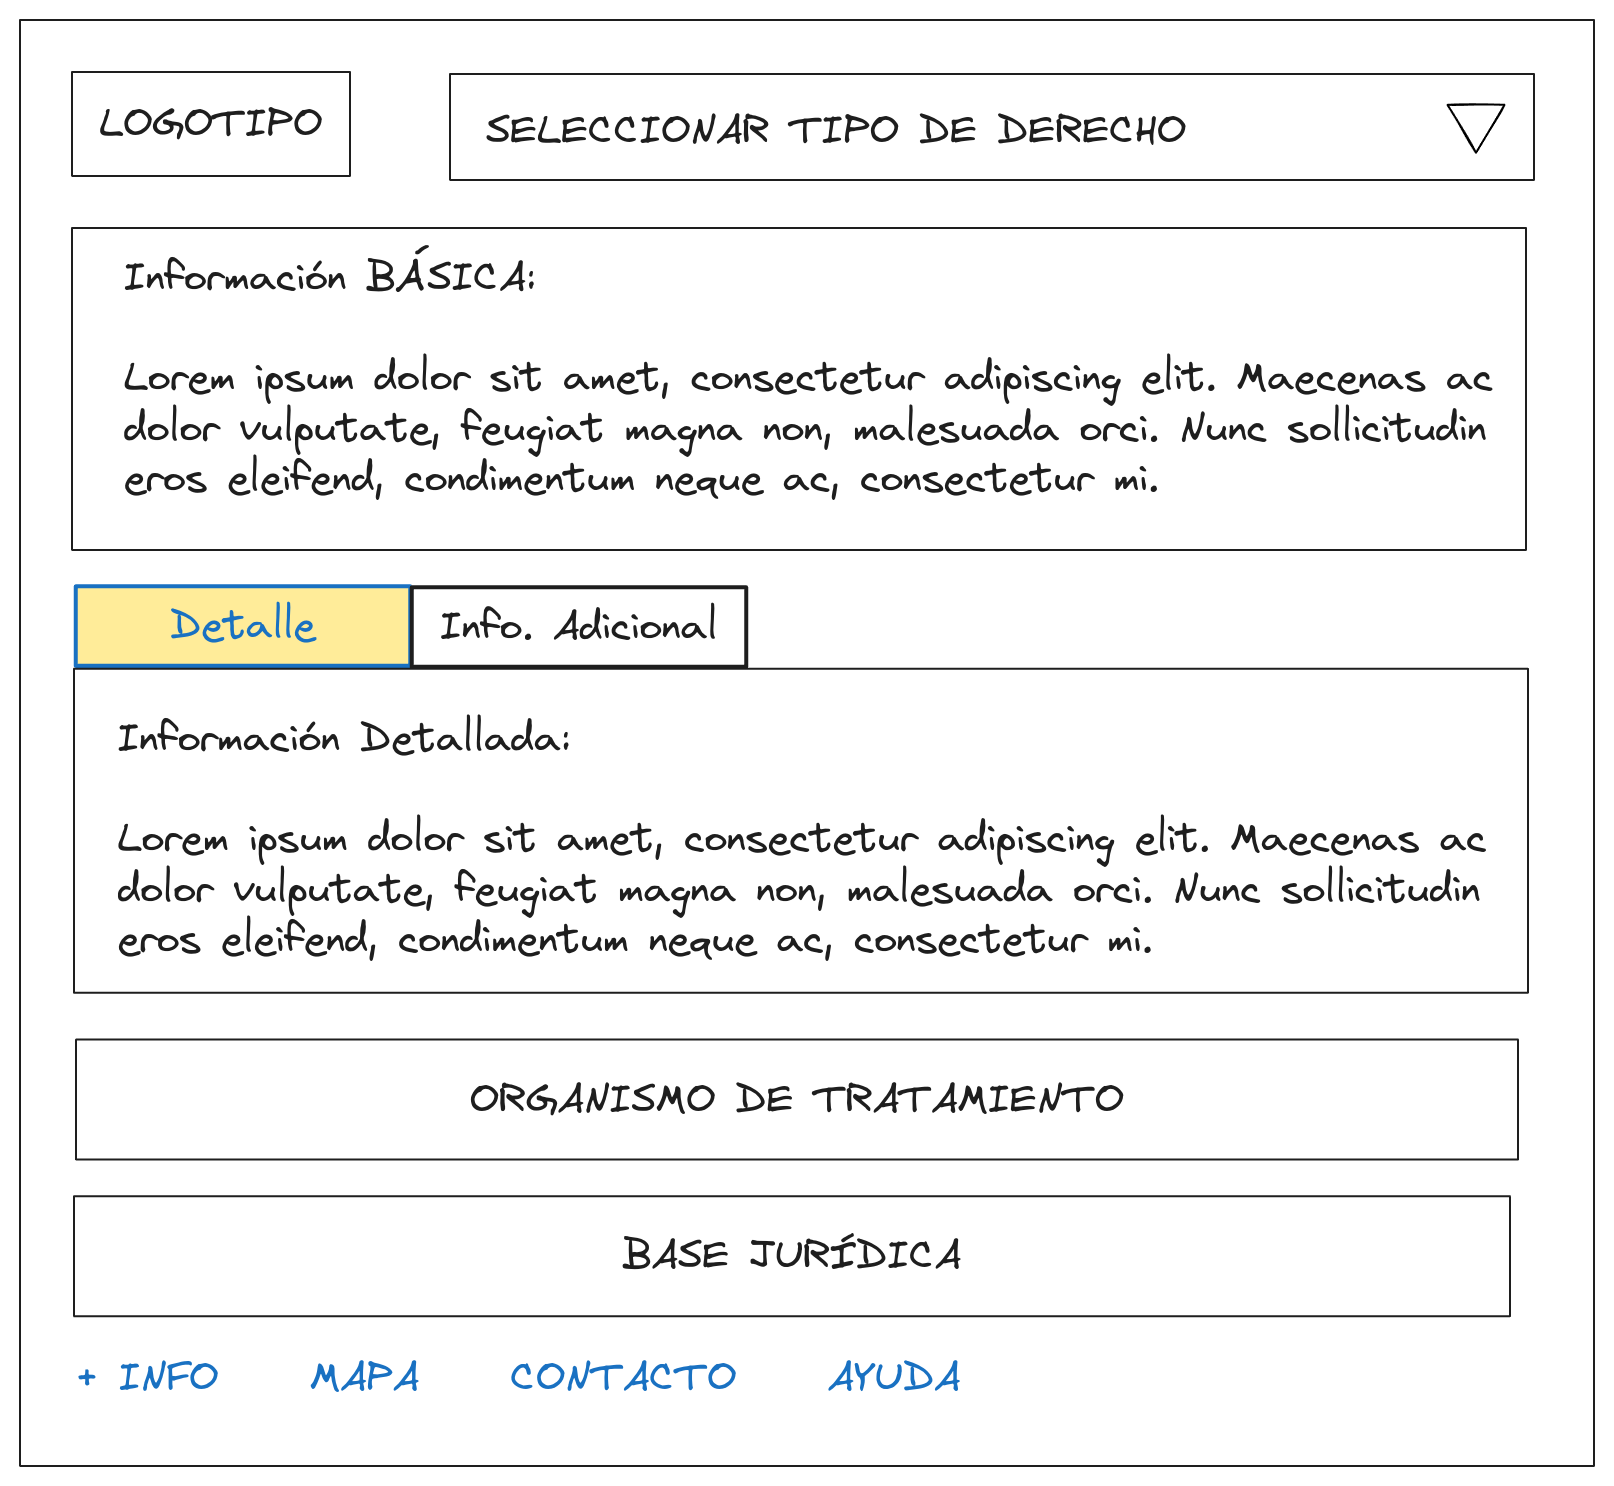 LOGOTIPO
SELECCIONAR TIPO DE DERECHO
Información BÁSICA:
Lorem ipsum dolor sit amet, consectetur adipiscing elit. Maecenas ac
dolor vulputate, feugiat magna non, malesuada orci. Nunc sollicitudin
eros eleifend, condimentum neque ac, consectetur mi.
Detalle
Info. Adicional
Información Detallada:
Lorem ipsum dolor sit amet, consectetur adipiscing elit. Maecenas ac
dolor vulputate, feugiat magna non, malesuada orci. Nunc sollicitudin
eros eleifend, condimentum neque ac, consectetur mi.
ORGANISMO DE TRATAMIENTO
BASE JURÍDICA
+ INFO MAPA CONTACTO AYUDA